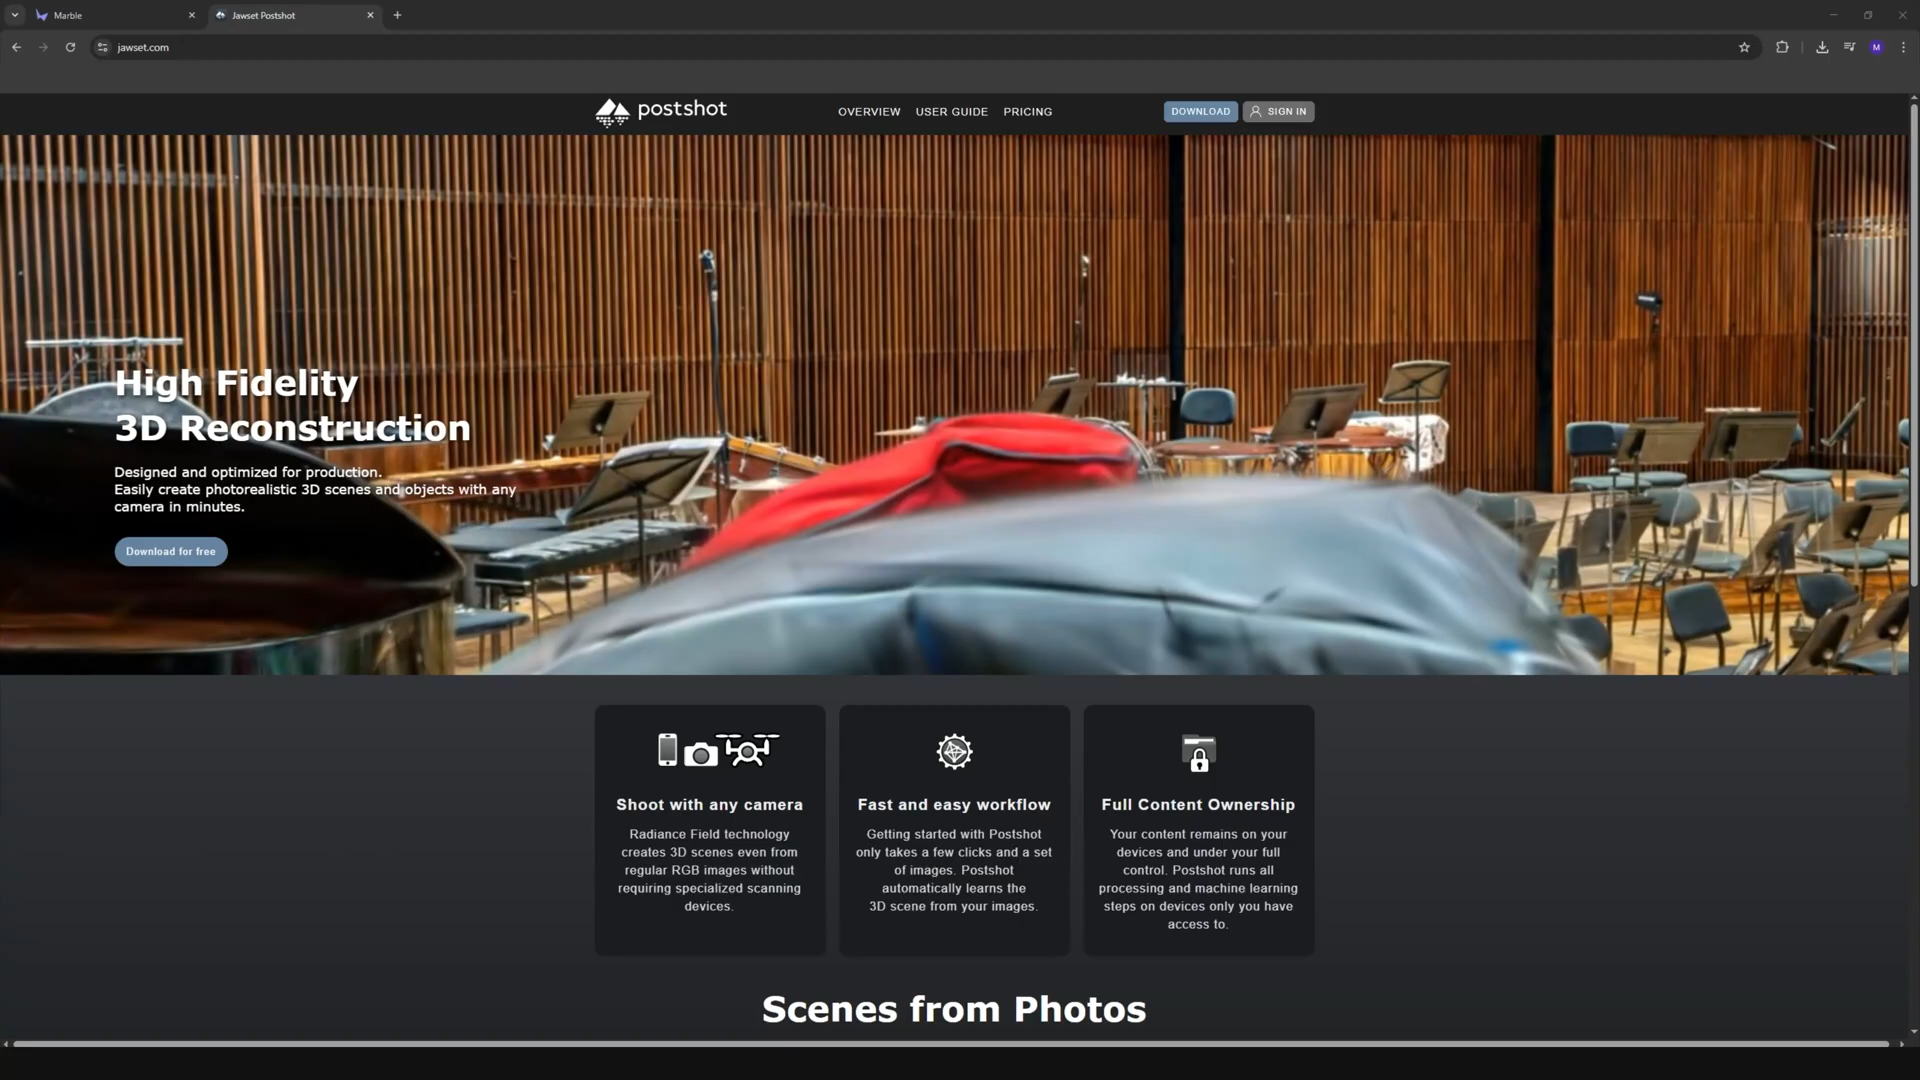 Marble
Jawset Postshot
jawset.com
M
postshot
OVERVIEW
USER GUIDE
PRICING
DOWNLOAD
SIGN IN
High Fidelity
3D Reconstruction
Designed and optimized for production.
Easily create photorealistic 3D scenes and objects with any
camera in minutes.
Download for free
Shoot with any camera
Radiance Field technology
creates 3D scenes even from
regular RGB images without
requiring specialized scanning
devices.
Fast and easy workflow
Getting started with Postshot
only takes a few clicks and a set
of images. Postshot
automatically learns the
3D scene from your images.
Full Content Ownership
Your content remains on your
devices and under your full
control. Postshot runs all
processing and machine learning
steps on devices only you have
access to.
Scenes from Photos